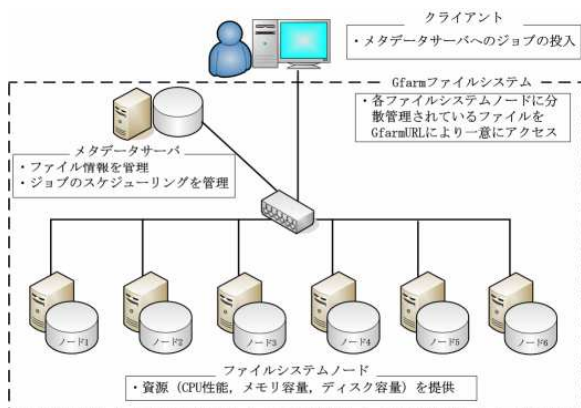 クライアント
・メタデータサーバへのジョブの投入
Gfarmファイルシステム
・各ファイルシステムノードに分
散管理されているファイルを
GfarmURLにより一意にアクセス
メタデータサーバ
・ファイル情報を管理
・ジョブのスケジューリングを管理
ノード1
ノード2
ノード3
ノード4
ノード5
ノード6
ファイルシステムノード
・資源（CPU性能，メモリ容量，ディスク容量）を提供